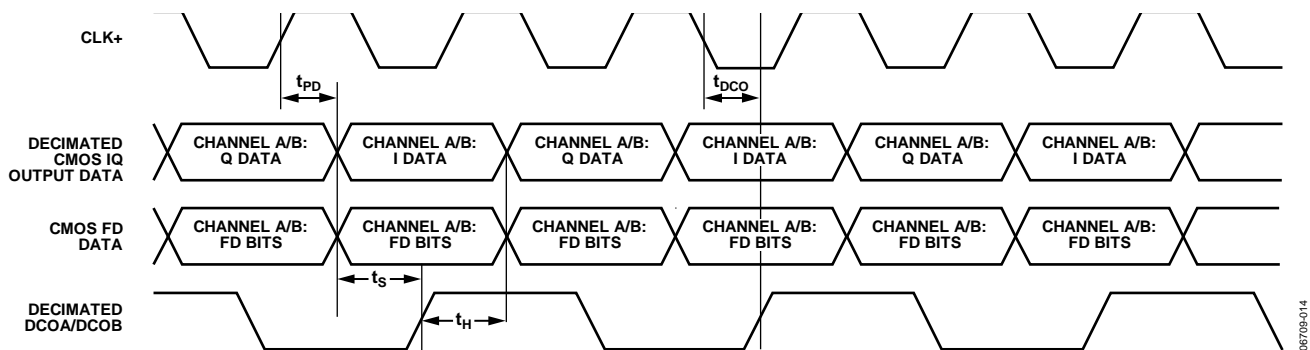 CLK+
tPD
tDCO
DECIMATED
CMOS IQ
OUTPUT DATA
CHANNEL A/B:
Q DATA
CHANNEL A/B:
I DATA
CHANNEL A/B:
Q DATA
CHANNEL A/B:
I DATA
CHANNEL A/B:
Q DATA
CHANNEL A/B:
I DATA
CMOS FD
DATA
CHANNEL A/B:
FD BITS
CHANNEL A/B:
FD BITS
CHANNEL A/B:
FD BITS
CHANNEL A/B:
FD BITS
CHANNEL A/B:
FD BITS
CHANNEL A/B:
FD BITS
tS
tH
DECIMATED
DCOA/DCOB
06709-014